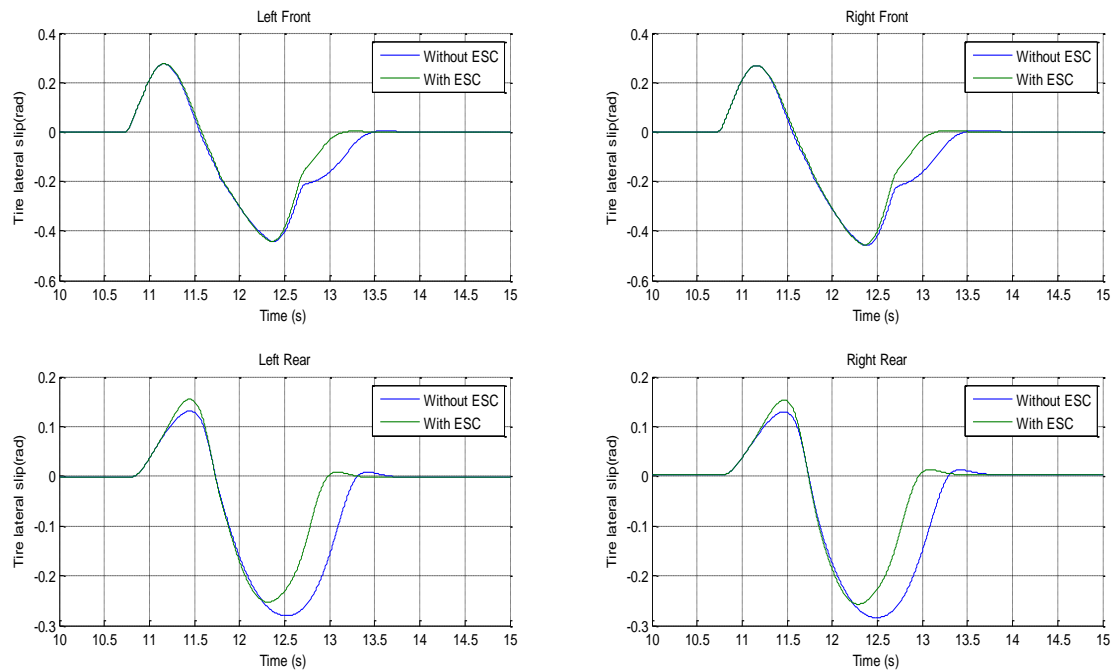 Left Front
Tire lateral slip(rad)
0.4
0.2
0
-0.2
-0.4
-0.6
Without ESC
With ESC
10 10.5 11 11.5 12 12.5 13 13.5 14 14.5 15
Time (s)
Right Front
Tire lateral slip(rad)
0.4
0.2
0
-0.2
-0.4
-0.6
Without ESC
With ESC
10 10.5 11 11.5 12 12.5 13 13.5 14 14.5 15
Time (s)
Left Rear
Tire lateral slip(rad)
0.2
0.1
0
-0.1
-0.2
-0.3
Without ESC
With ESC
10 10.5 11 11.5 12 12.5 13 13.5 14 14.5 15
Time (s)
Right Rear
Tire lateral slip(rad)
0.2
0.1
0
-0.1
-0.2
-0.3
Without ESC
With ESC
10 10.5 11 11.5 12 12.5 13 13.5 14 14.5 15
Time (s)